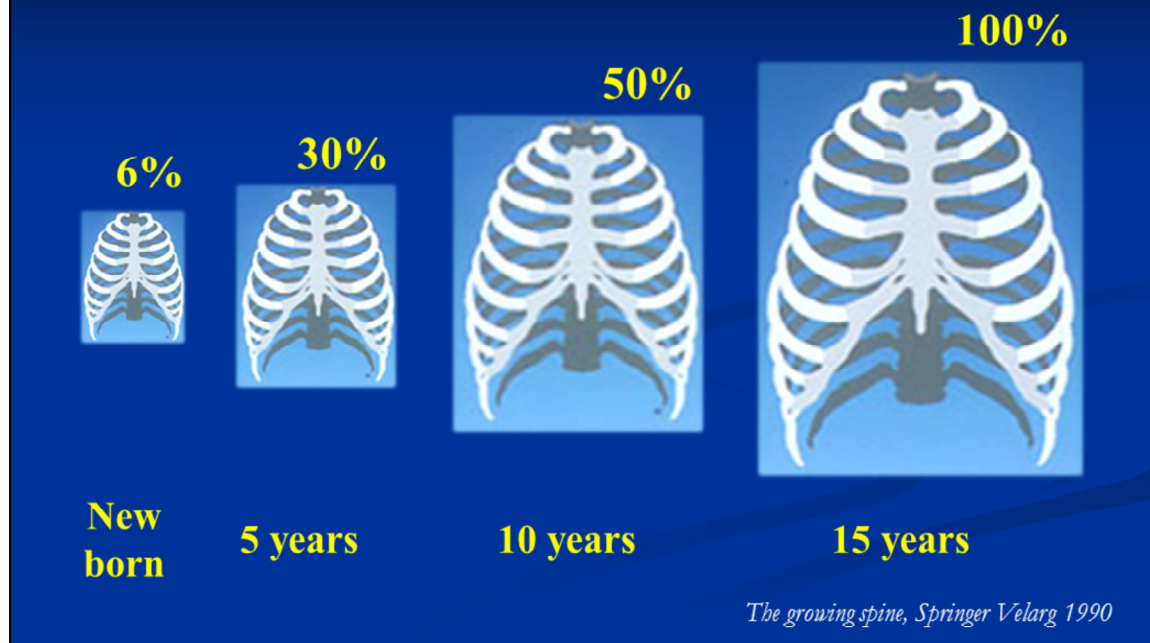 100%
50%
30%
6%
New
born
5 years
10 years
15 years
The growing spine, Springer Velarg 1990